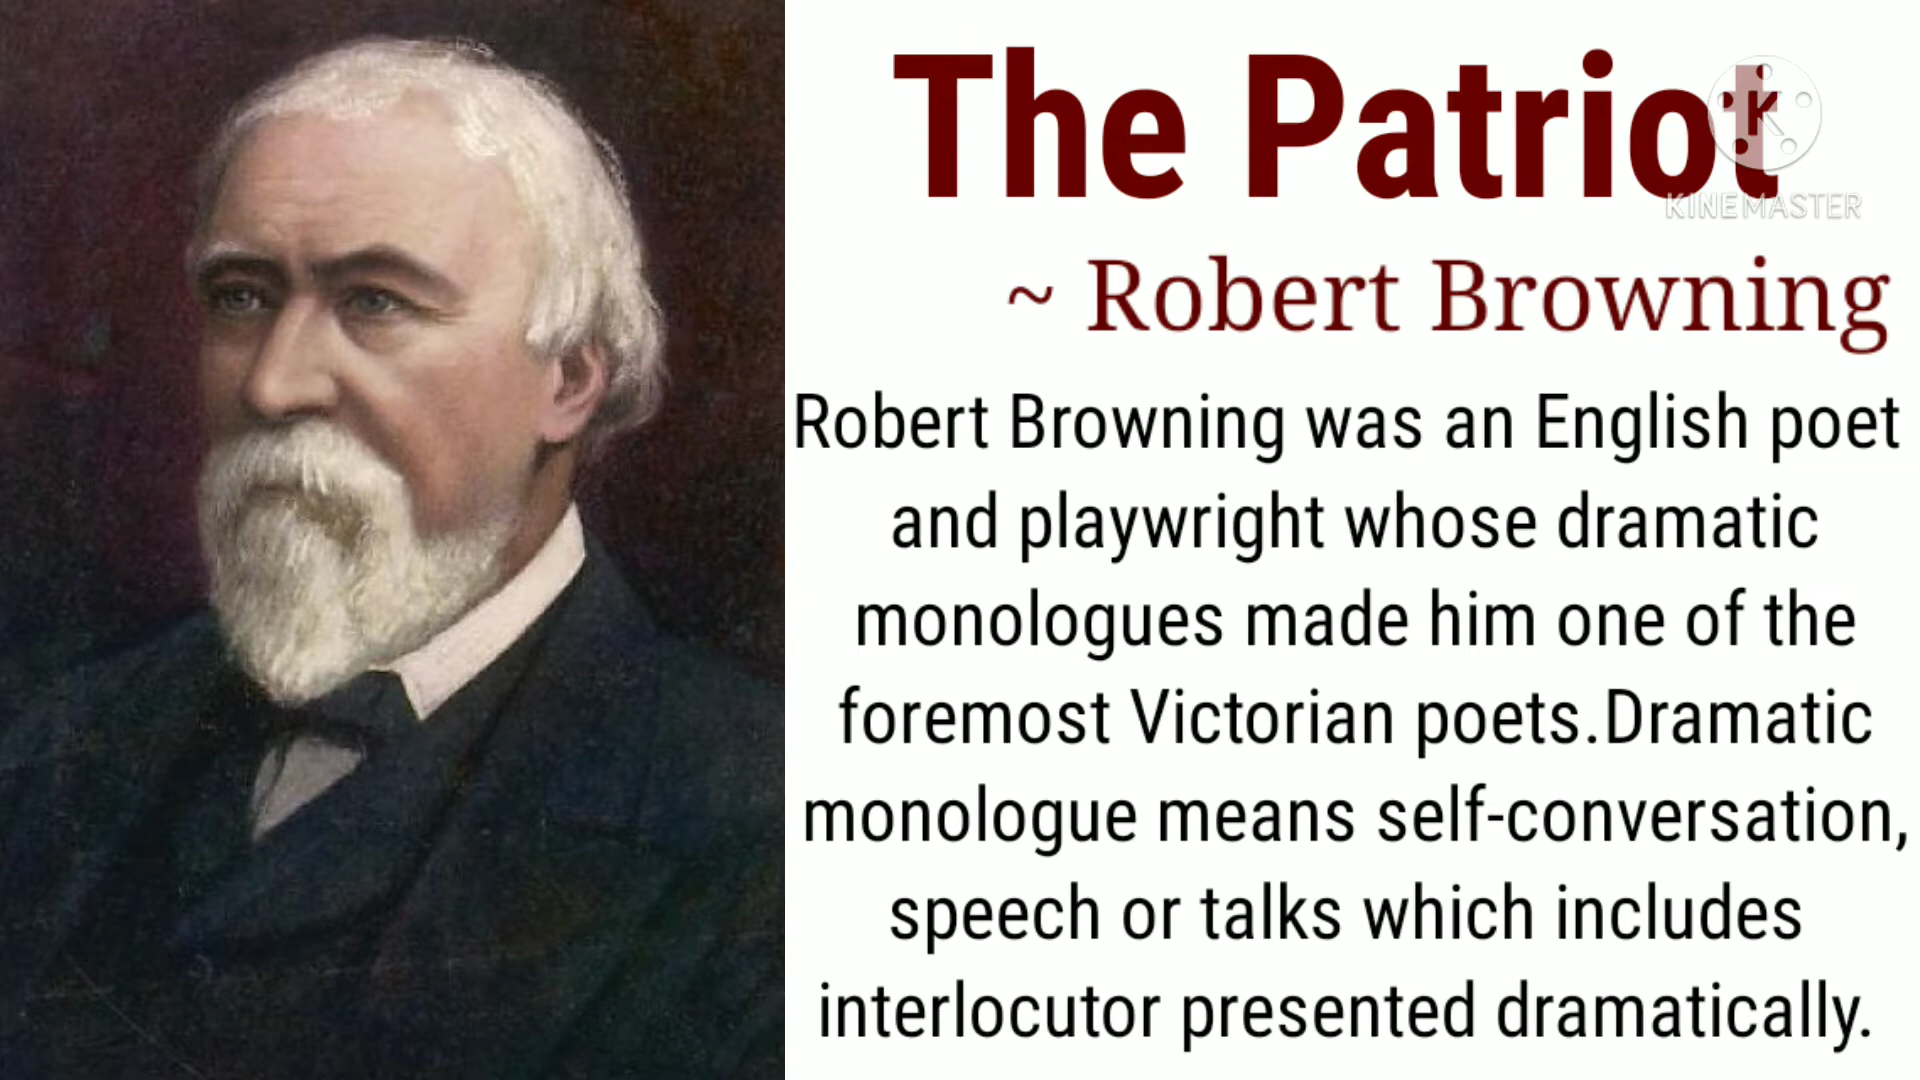 The Patriot
K
KINEMASTER
~ Robert Browning
Robert Browning was an English poet
and playwright whose dramatic
monologues made him one of the
foremost Victorian poets.Dramatic
monologue means self-conversation,
speech or talks which includes
interlocutor presented dramatically.